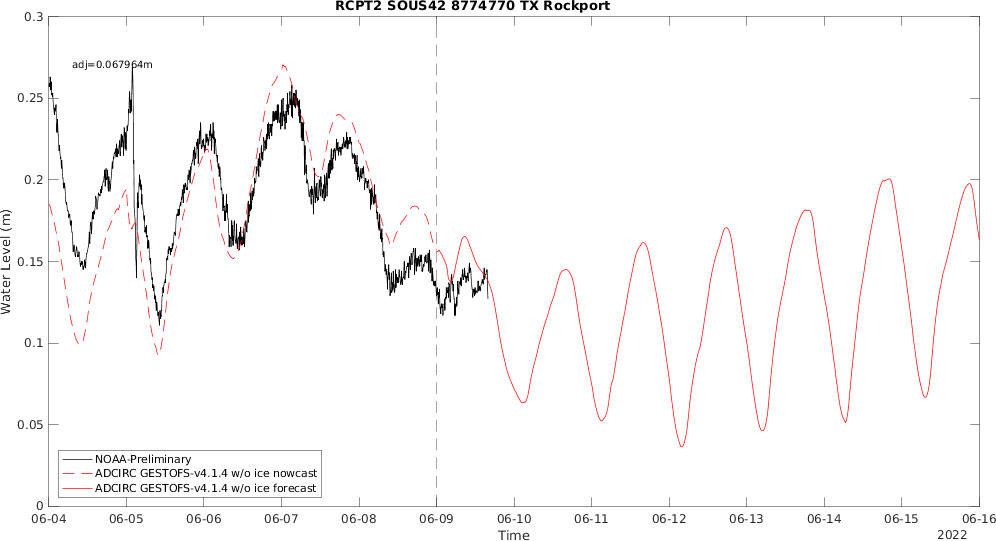 RCPT2 SOUS42 8774770 TX Rockport
adj=0.067964m
0.3
0.25
0.2
0.15
0.1
0.05
0
Water Level (m)
NOAA-Preliminary
ADCIRC GESTOFS-v4.1.4 w/o ice nowcast
ADCIRC GESTOFS-v4.1.4 w/o ice forecast
06-04 06-05 06-06 06-07 06-08 06-09 06-10 06-11 06-12 06-13 06-14 06-15 06-16
Time
2022